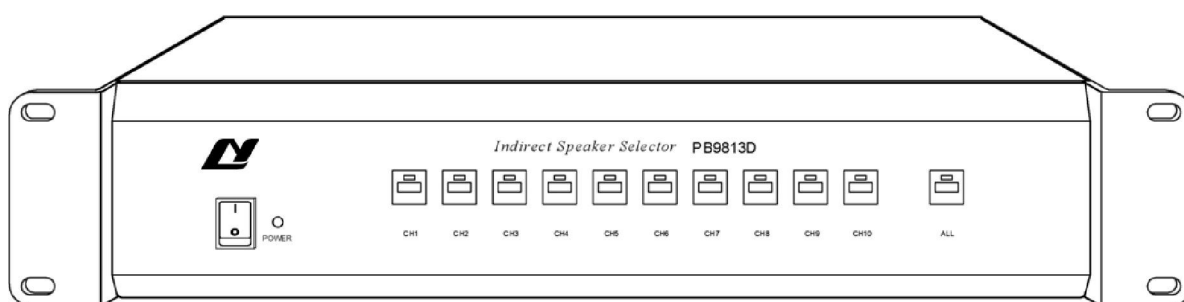 Indirect Speaker Selector PB9813D
POWER
CH1 CH2 CH3 CH4 CH5 CH6 CH7 CH8 CH9 CH10 ALL